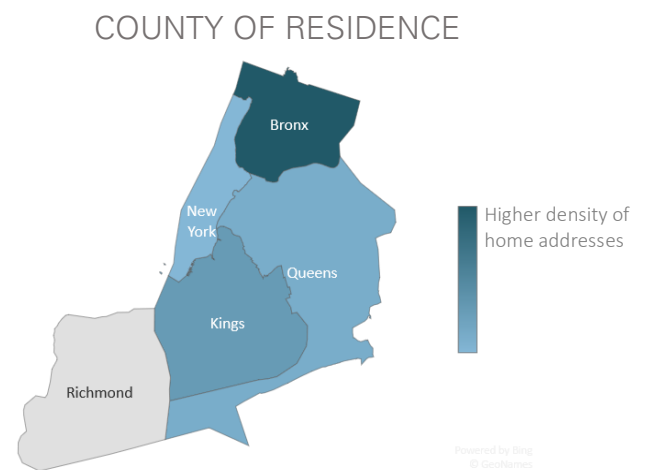 COUNTY OF RESIDENCE
Bronx
New
York
Higher density of
home addresses
Queens
Kings
Richmond
Powered by Bing
© GeoNames